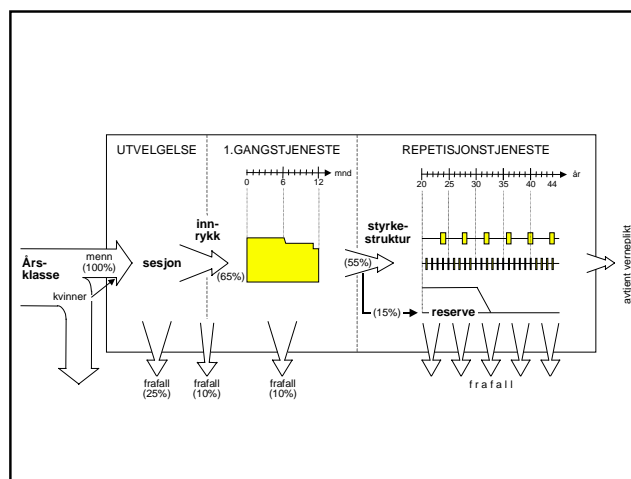 UTVELGELSE
1.GANGSTJENESTE
REPETISJONSTJENESTE
mnd
0 6 12
år
20 25 30 35 40 44
inn-
rykk
styrke-
struktur
menn
(100%)
Års-
klasse
sesjon
(65%)
(55%)
kvinner
(15%)
reserve
avtjent verneplikt
frafall
(25%)
frafall
(10%)
frafall
(10%)
frafall